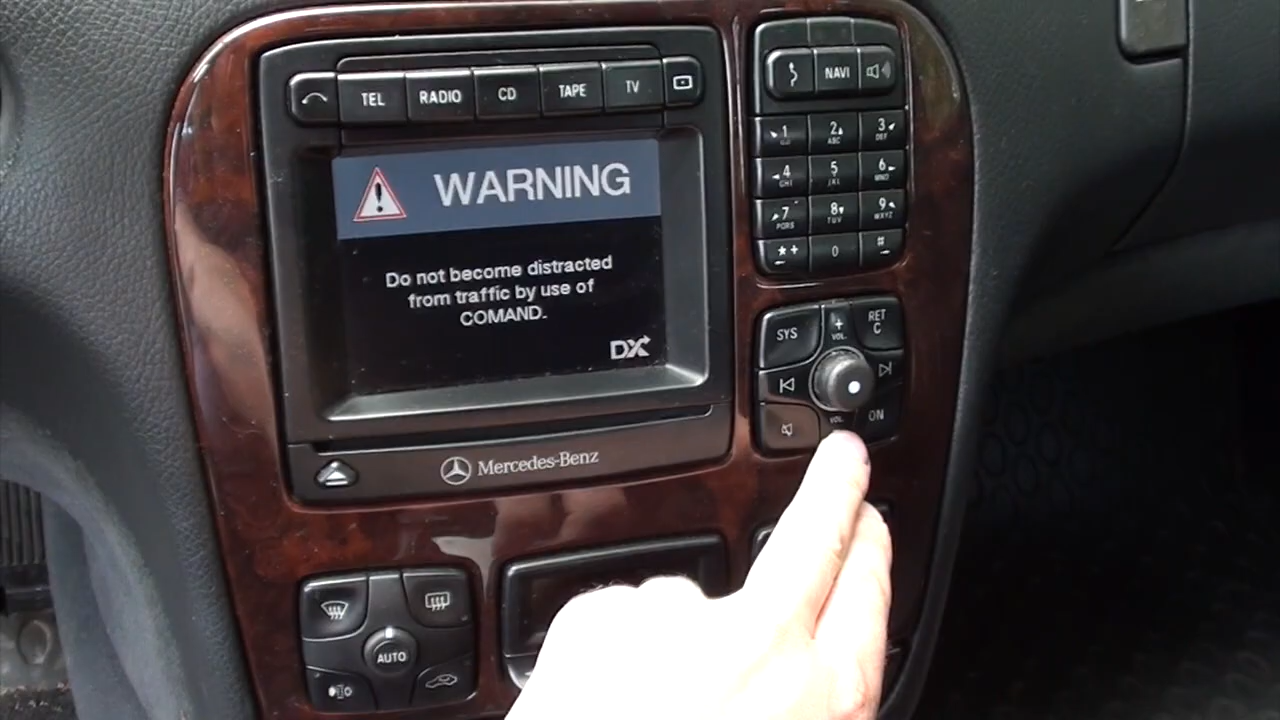 TEL RADIO CD TAPE TV
NAVI
1 2 ABC 3 DEF
4 GHI 5 JKL 6 MNO
7 PQRS 8 TUV 9 WXYZ
* + 0 #
WARNING
Do not become distracted
from traffic by use of
COMAND.
DX
SYS + VOL. RET C
VOL. ON
Mercedes-Benz
AUTO